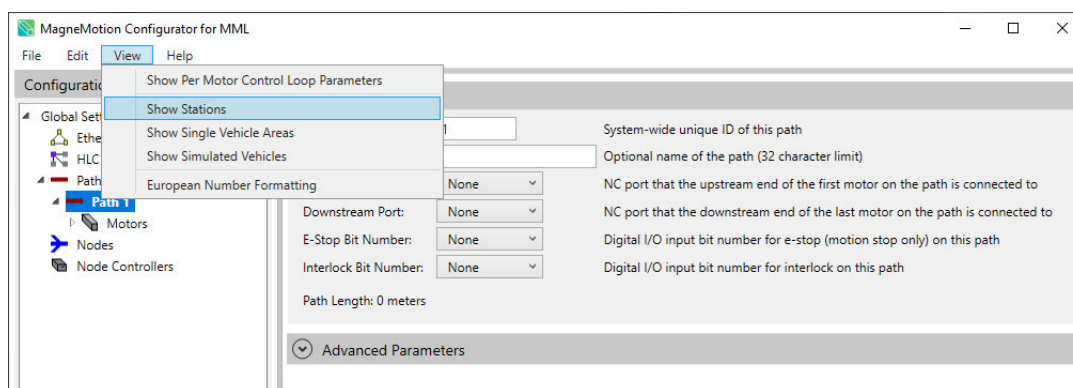 MagneMotion Configurator for MML
File Edit View Help
Configuratio
Show Per Motor Control Loop Parameters
Show Stations
Show Single Vehicle Areas
Show Simulated Vehicles
European Number Formatting
Global Sett
Ethe
HLC
Path
Path 1
Motors
Nodes
Node Controllers
1 System-wide unique ID of this path
Optional name of the path (32 character limit)
None NC port that the upstream end of the first motor on the path is connected to
Downstream Port: None NC port that the downstream end of the last motor on the path is connected to
E-Stop Bit Number: None Digital I/O input bit number for e-stop (motion stop only) on this path
Interlock Bit Number: None Digital I/O input bit number for interlock on this path
Path Length: 0 meters
Advanced Parameters